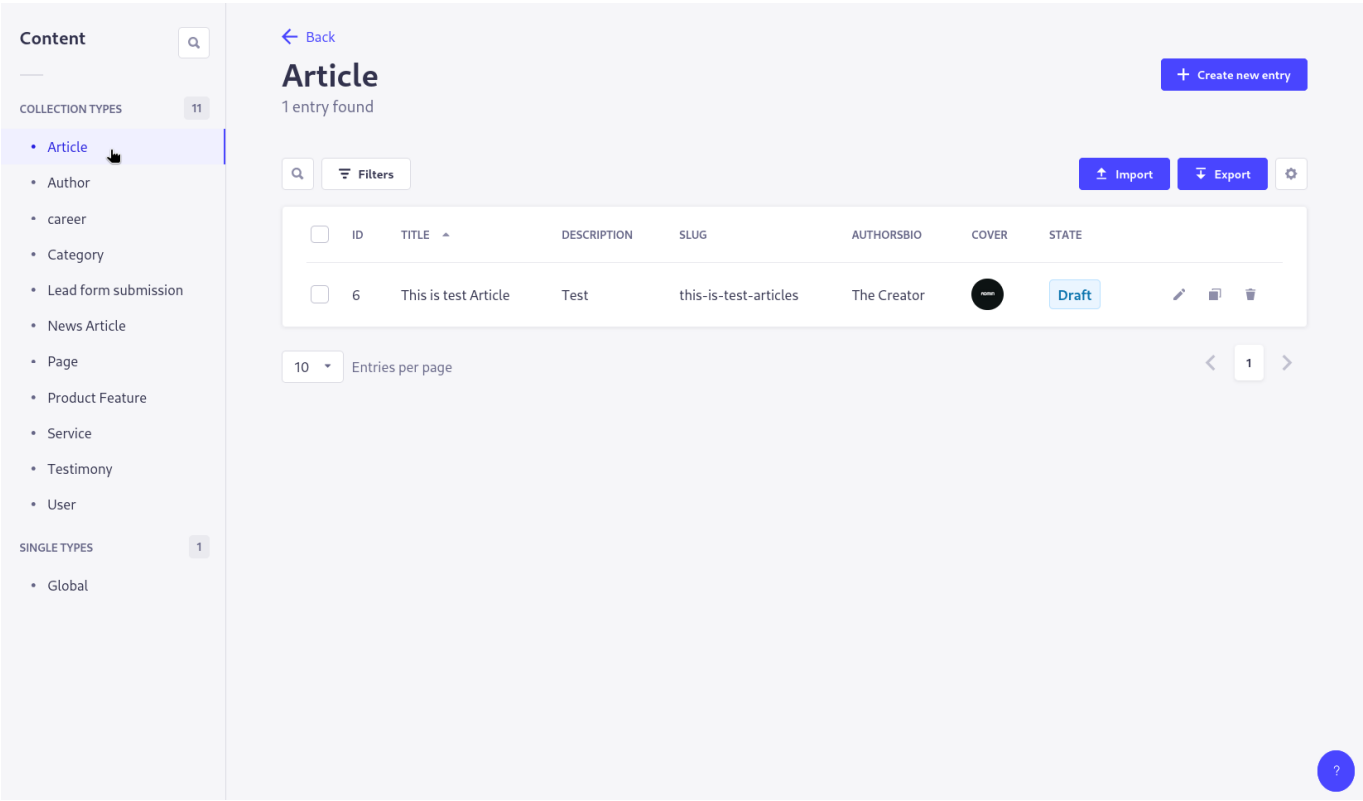 Content
COLLECTION TYPES 11
Article
Author
career
Category
Lead form submission
News Article
Page
Product Feature
Service
Testimony
User
SINGLE TYPES 1
Global
Back
Article
1 entry found
Create new entry
Filters
Import
Export
ID TITLE DESCRIPTION SLUG AUTHORSBIO COVER STATE
6 This is test Article Test this-is-test-articles The Creator Draft
10 Entries per page
1
?